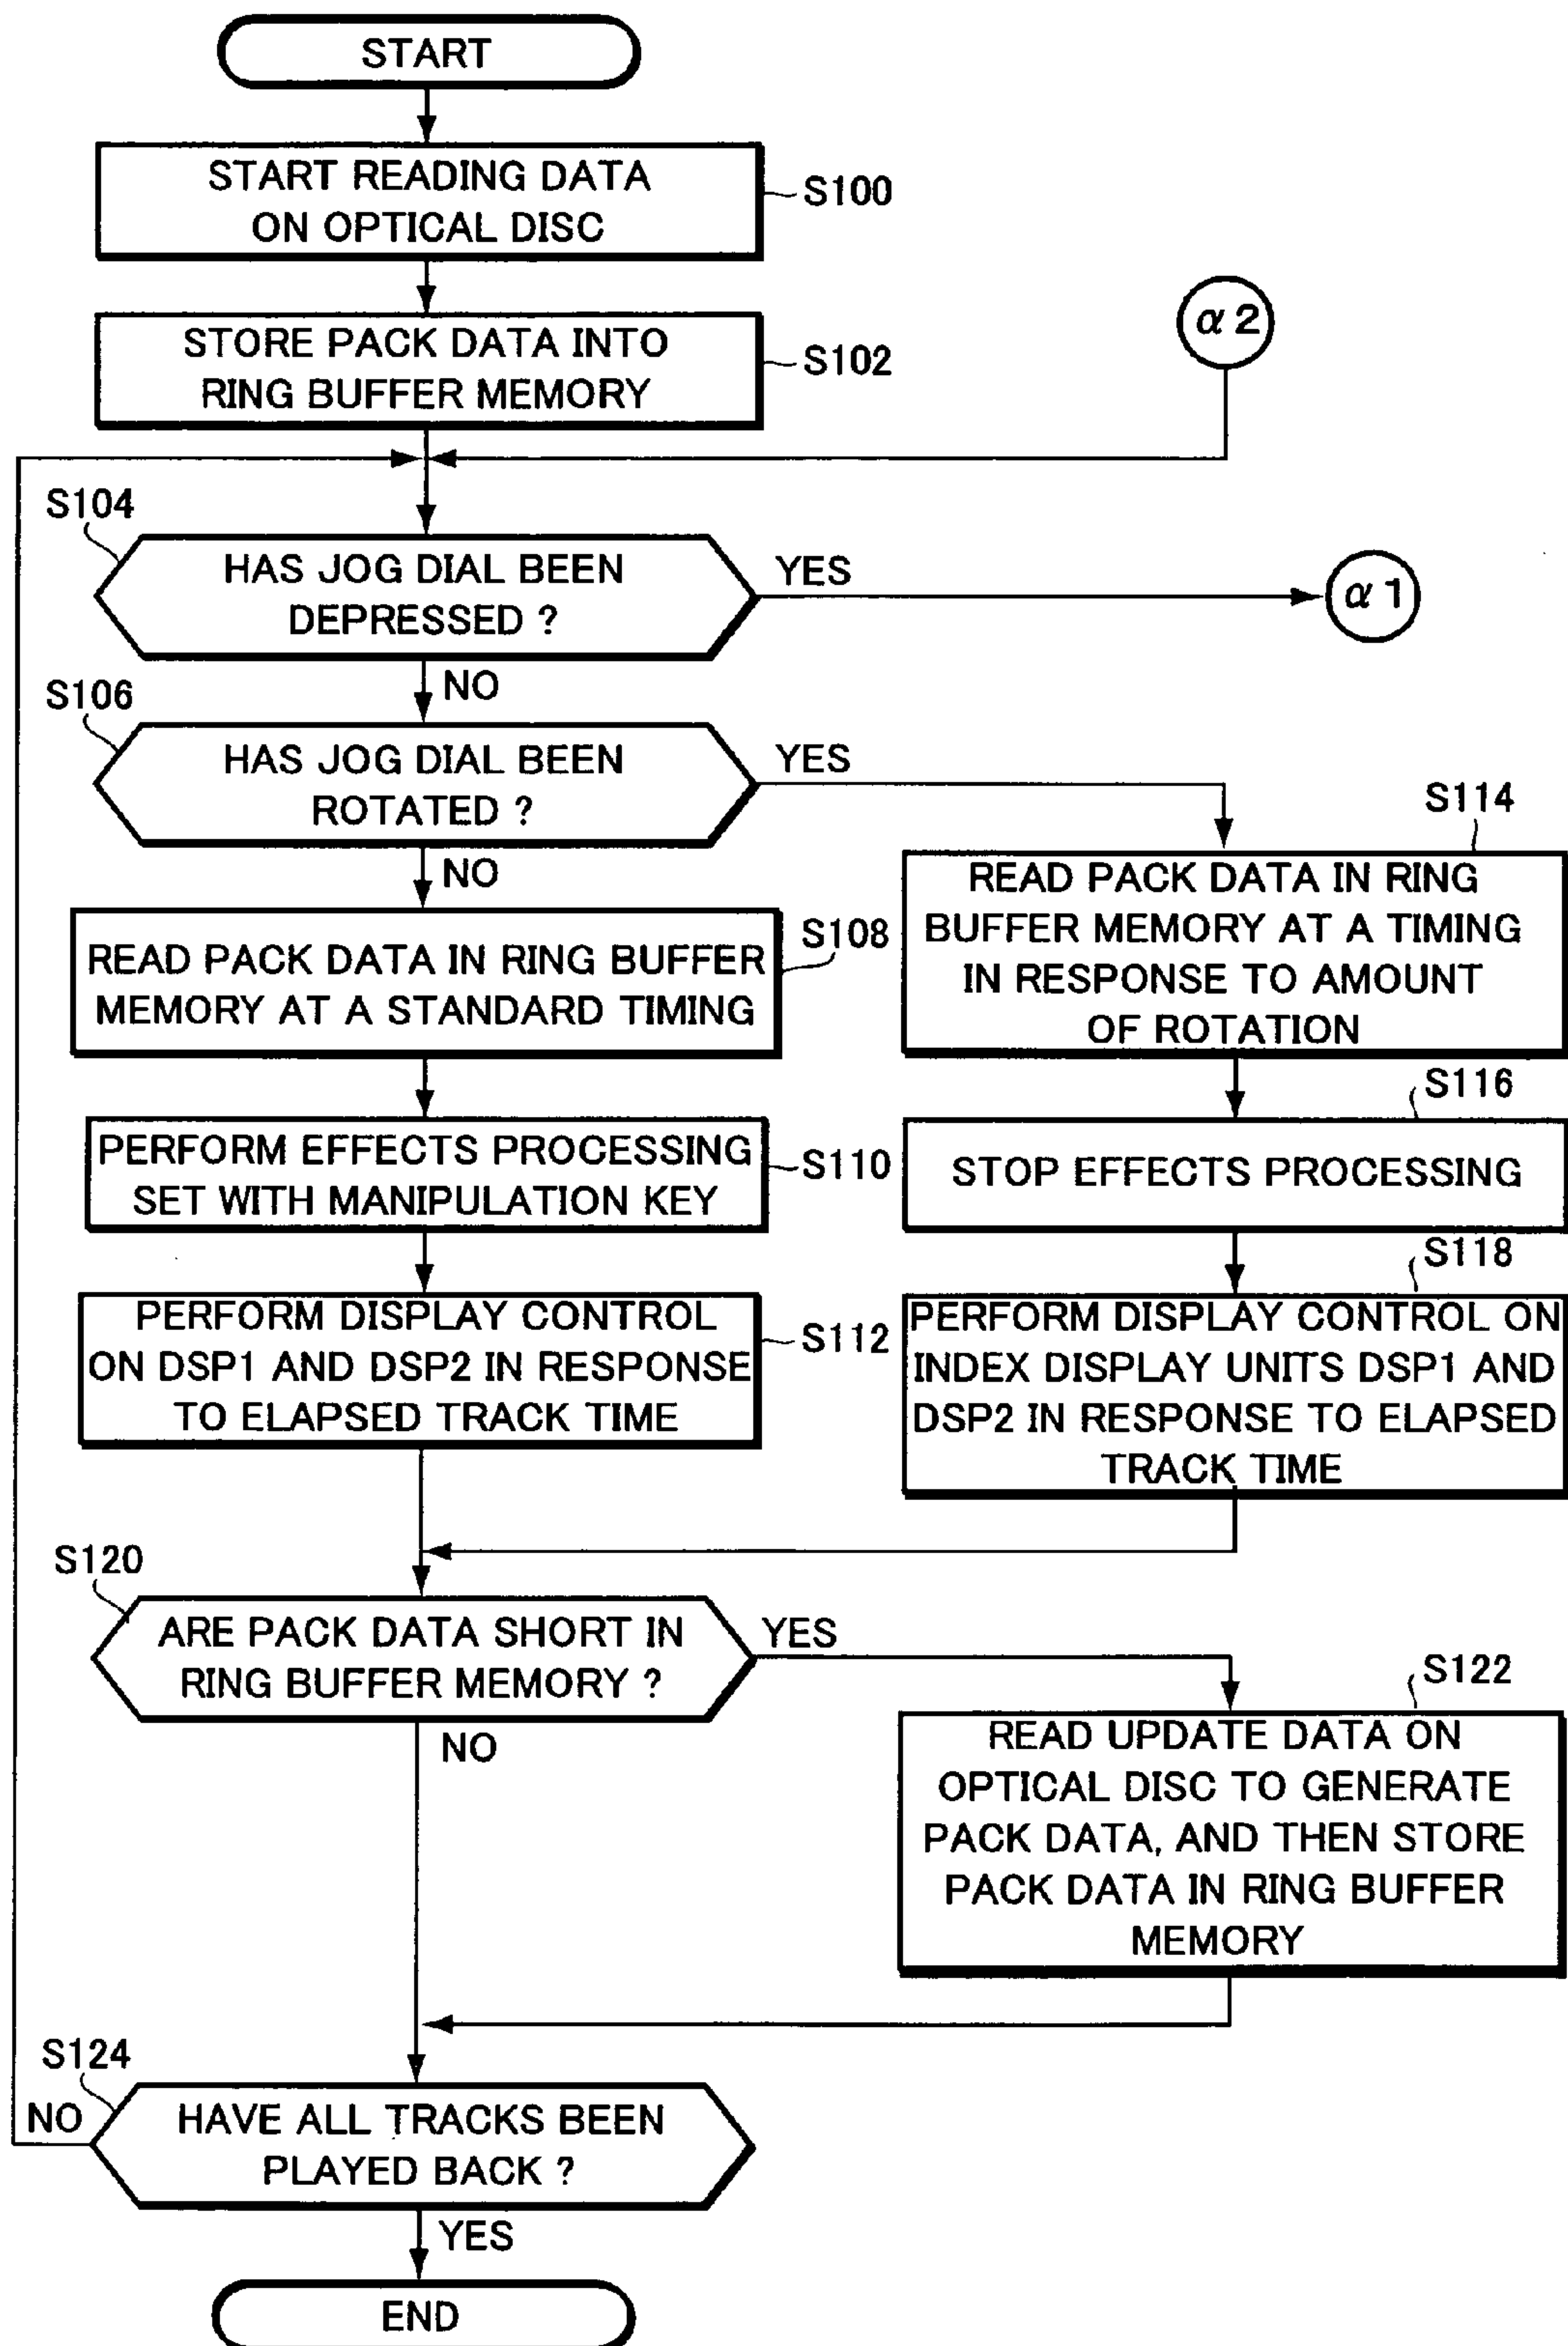 START
START READING DATA
ON OPTICAL DISC
S100
STORE PACK DATA INTO
RING BUFFER MEMORY
S102
α2
S104
HAS JOG DIAL BEEN
DEPRESSED ?
YES
α1
NO
S106
HAS JOG DIAL BEEN
ROTATED ?
YES
NO
S114
READ PACK DATA IN RING
BUFFER MEMORY AT A TIMING
IN RESPONSE TO AMOUNT
OF ROTATION
S108
READ PACK DATA IN RING BUFFER
MEMORY AT A STANDARD TIMING
S116
STOP EFFECTS PROCESSING
PERFORM EFFECTS PROCESSING
SET WITH MANIPULATION KEY
S110
S118
PERFORM DISPLAY CONTROL ON
INDEX DISPLAY UNITS DSP1 AND
DSP2 IN RESPONSE TO ELAPSED
TRACK TIME
PERFORM DISPLAY CONTROL
ON DSP1 AND DSP2 IN RESPONSE
TO ELAPSED TRACK TIME
S112
S120
ARE PACK DATA SHORT IN
RING BUFFER MEMORY ?
YES
NO
S122
READ UPDATE DATA ON
OPTICAL DISC TO GENERATE
PACK DATA, AND THEN STORE
PACK DATA IN RING BUFFER
MEMORY
S124
NO
HAVE ALL TRACKS BEEN
PLAYED BACK ?
YES
END